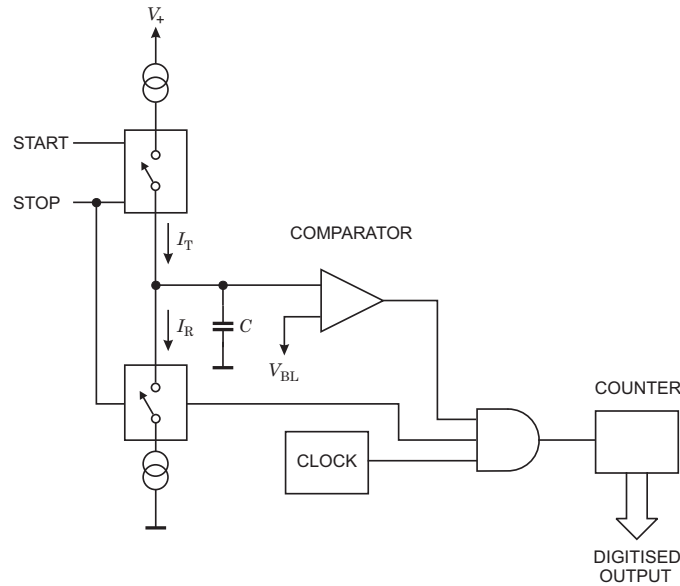 V+
START
STOP
IT
COMPARATOR
IR
C
VBL
COUNTER
CLOCK
DIGITISED
OUTPUT